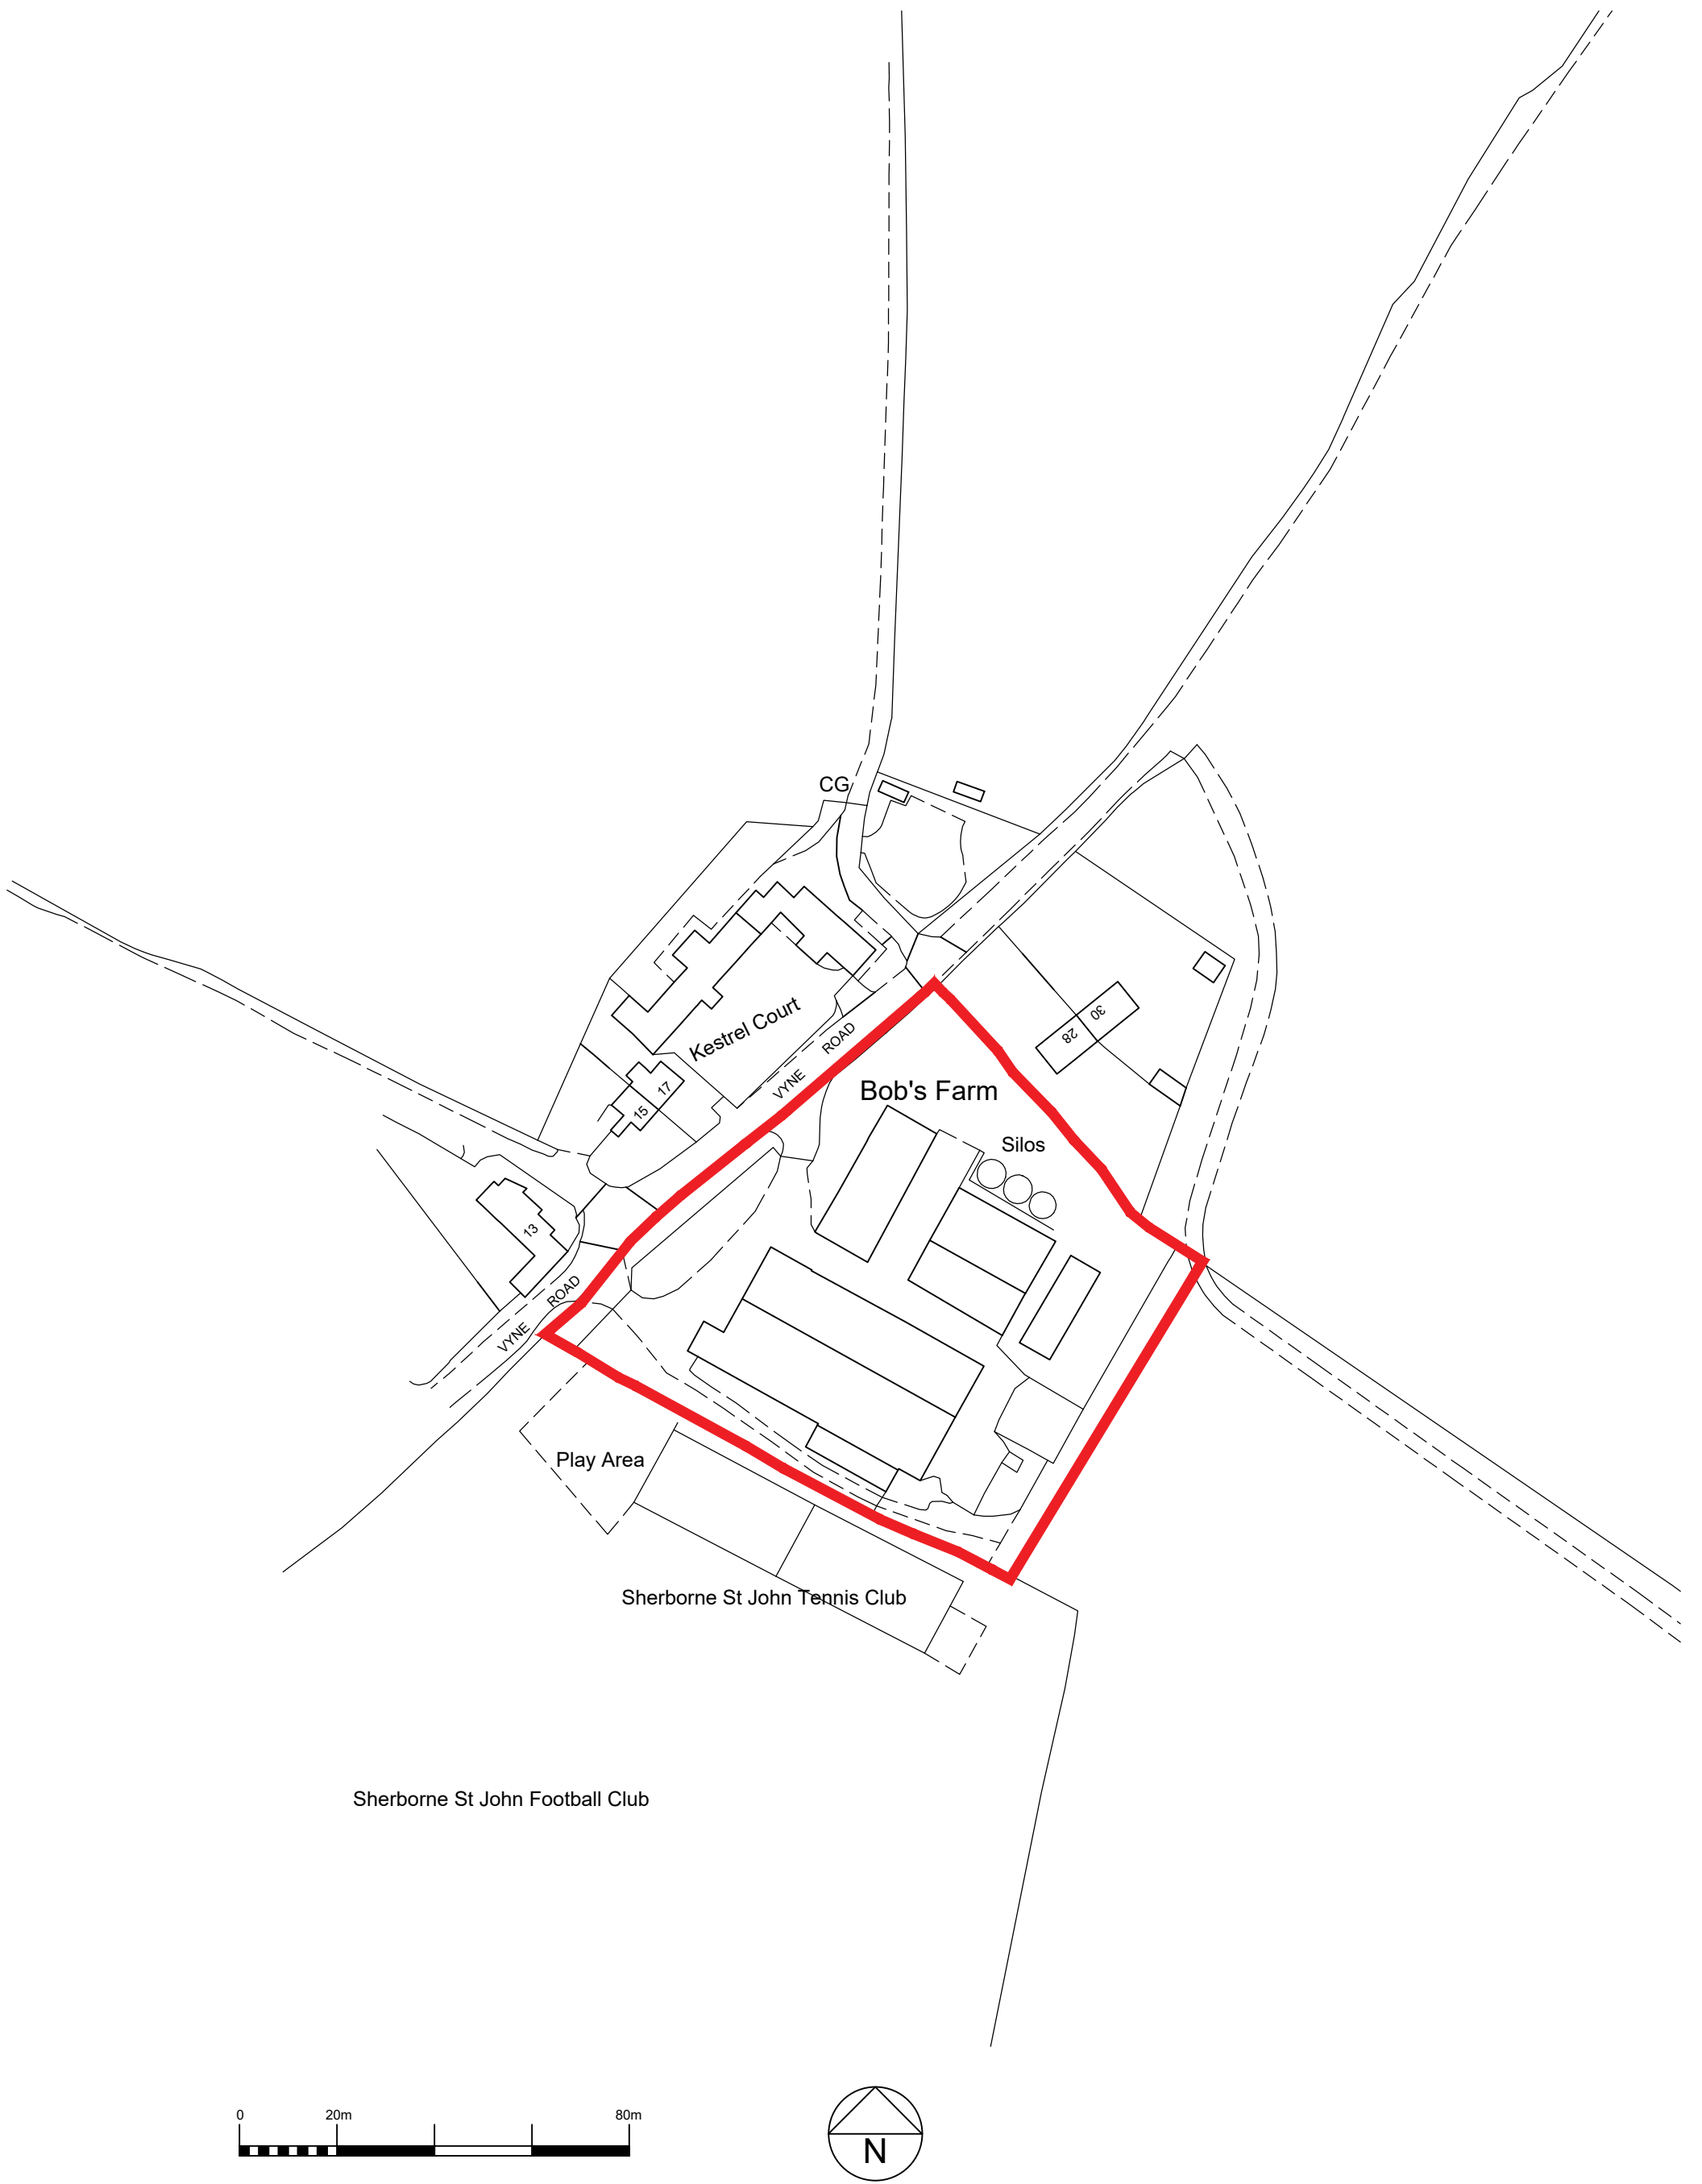 CG
Kestrel Court
VYNE ROAD
30
28
Bob's Farm
17
15
Silos
13
VYNE ROAD
Play Area
Sherborne St John Tennis Club
Sherborne St John Football Club
0 20m 80m
N